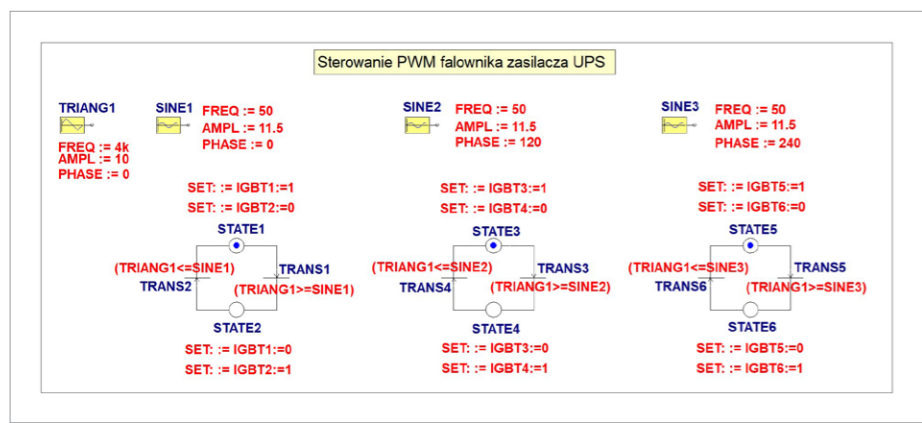 Sterowanie PWM falownika zasilacza UPS
TRIANG1
FREQ := 4k
AMPL := 10
PHASE := 0
SINE1
FREQ := 50
AMPL := 11.5
PHASE := 0
SINE2
FREQ := 50
AMPL := 11.5
PHASE := 120
SINE3
FREQ := 50
AMPL := 11.5
PHASE := 240
SET: := IGBT1:=1
SET: := IGBT2:=0
STATE1
(TRIANG1<=SINE1)
TRANS1
TRANS2
(TRIANG1>=SINE1)
STATE2
SET: := IGBT1:=0
SET: := IGBT2:=1
SET: := IGBT3:=1
SET: := IGBT4:=0
STATE3
(TRIANG1<=SINE2)
TRANS3
TRANS4
(TRIANG1>=SINE2)
STATE4
SET: := IGBT3:=0
SET: := IGBT4:=1
SET: := IGBT5:=1
SET: := IGBT6:=0
STATE5
(TRIANG1<=SINE3)
TRANS5
TRANS6
(TRIANG1>=SINE3)
STATE6
SET: := IGBT5:=0
SET: := IGBT6:=1